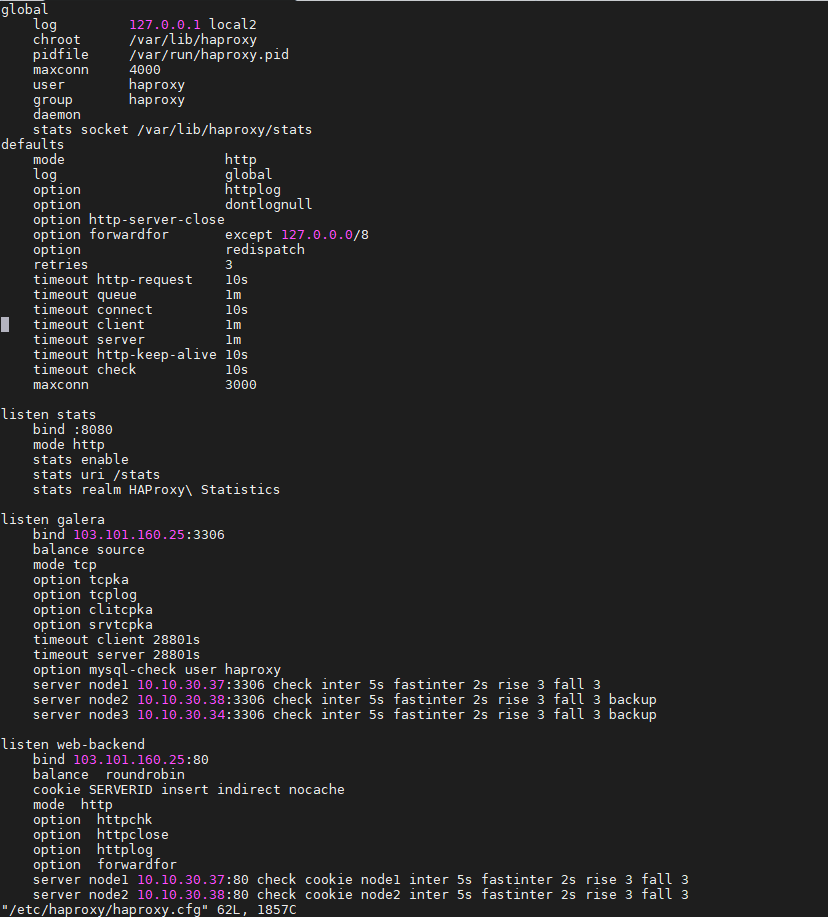 global
    log         127.0.0.1 local2
    chroot      /var/lib/haproxy
    pidfile     /var/run/haproxy.pid
    maxconn     4000
    user        haproxy
    group       haproxy
    daemon
    stats socket /var/lib/haproxy/stats
defaults
    mode                    http
    log                     global
    option                  httplog
    option                  dontlognull
    option http-server-close
    option forwardfor       except 127.0.0.0/8
    option                  redispatch
    retries                 3
    timeout http-request    10s
    timeout queue           1m
    timeout connect         10s
    timeout client          1m
    timeout server          1m
    timeout http-keep-alive 10s
    timeout check           10s
    maxconn                 3000

listen stats
    bind :8080
    mode http
    stats enable
    stats uri /stats
    stats realm HAProxy\ Statistics

listen galera
    bind 103.101.160.25:3306
    balance source
    mode tcp
    option tcpka
    option tcplog
    option clitcpka
    option srvtcpka
    timeout client 28801s
    timeout server 28801s
    option mysql-check user haproxy
    server node1 10.10.30.37:3306 check inter 5s fastinter 2s rise 3 fall 3
    server node2 10.10.30.38:3306 check inter 5s fastinter 2s rise 3 fall 3 backup
    server node3 10.10.30.34:3306 check inter 5s fastinter 2s rise 3 fall 3 backup

listen web-backend
    bind 103.101.160.25:80
    balance  roundrobin
    cookie SERVERID insert indirect nocache
    mode  http
    option  httpchk
    option  httpclose
    option  httplog
    option  forwardfor
    server node1 10.10.30.37:80 check cookie node1 inter 5s fastinter 2s rise 3 fall 3
    server node2 10.10.30.38:80 check cookie node2 inter 5s fastinter 2s rise 3 fall 3
"/etc/haproxy/haproxy.cfg" 62L, 1857C